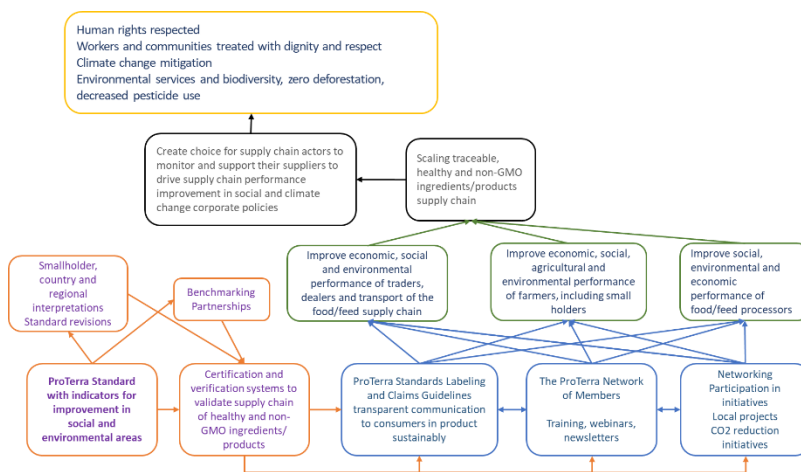 Human rights respected
Workers and communities treated with dignity and respect
Climate change mitigation
Environmental services and biodiversity, zero deforestation,
decreased pesticide use
Create choice for supply chain actors to
monitor and support their suppliers to
drive supply chain performance
improvement in social and climate
change corporate policies
Scaling traceable,
healthy and non-GMO
ingredients/products
supply chain
Smallholder,
country and
regional
interpretations
Standard revisions
Benchmarking
Partnerships
Improve economic, social
and environmental
performance of traders,
dealers and transport of the
food/feed supply chain
Improve economic, social,
agricultural and
environmental performance
of farmers, including small
holders
Improve social,
environmental and
economic
performance of
food/feed processors
ProTerra Standard
with indicators for
improvement in
social and
environmental areas
Certification and
verification systems to
validate supply chain
of healthy and non-
GMO ingredients/
products
ProTerra Standards Labeling
and Claims Guidelines
transparent communication
to consumers in product
sustainably
The ProTerra Network
of Members
Training, webinars,
newsletters
Networking
Participation in
initiatives
Local projects
CO2 reduction
initiatives